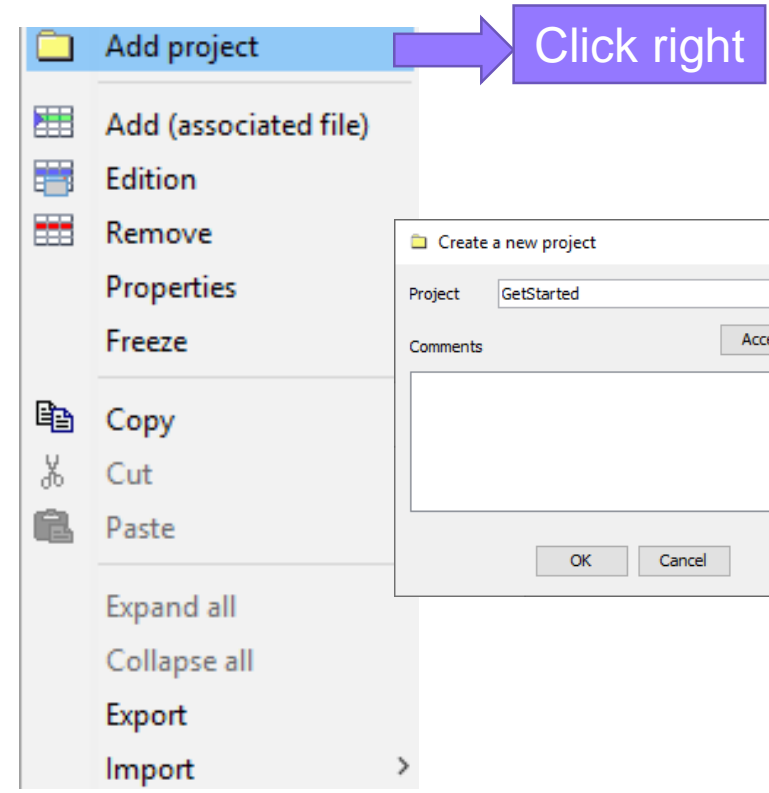 Add project
Click right
Add (associated file)
Edition
Remove
Properties
Freeze
Copy
Cut
Paste
Expand all
Collapse all
Export
Import
Create a new project
Project GetStarted
Comments
OK Cancel